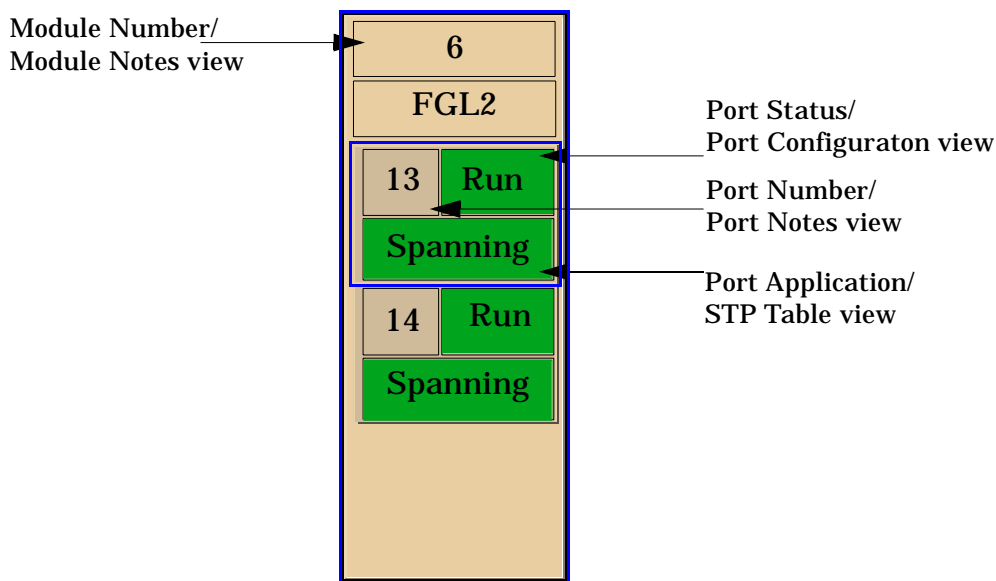 Module Number/
Module Notes view
6
FGL2
Port Status/
Port Configuraton view
13 Run
Port Number/
Port Notes view
Spanning
Port Application/
STP Table view
14 Run
Spanning